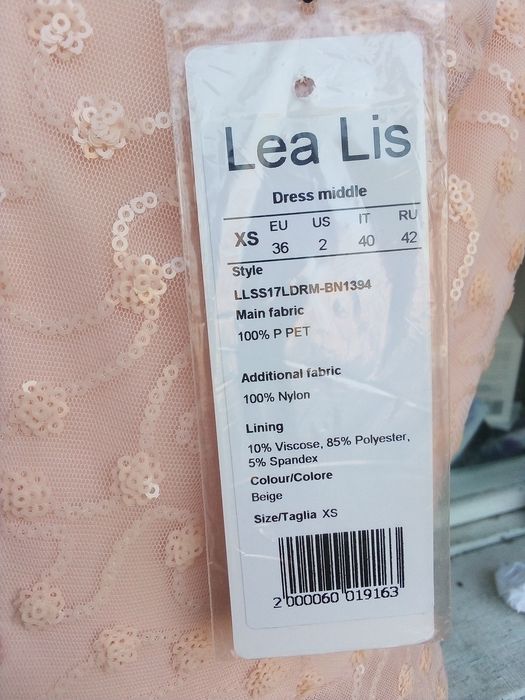 Lea Lis
Dress middle
XS EU US IT RU
36 2 40 42
Style
LLSS17LDRM-BN1394
Main fabric
100% P PET
Additional fabric
100% Nylon
Lining
10% Viscose, 85% Polyester,
5% Spandex
Colour/Colore
Beige
Size/Taglia XS
2 000060 019163